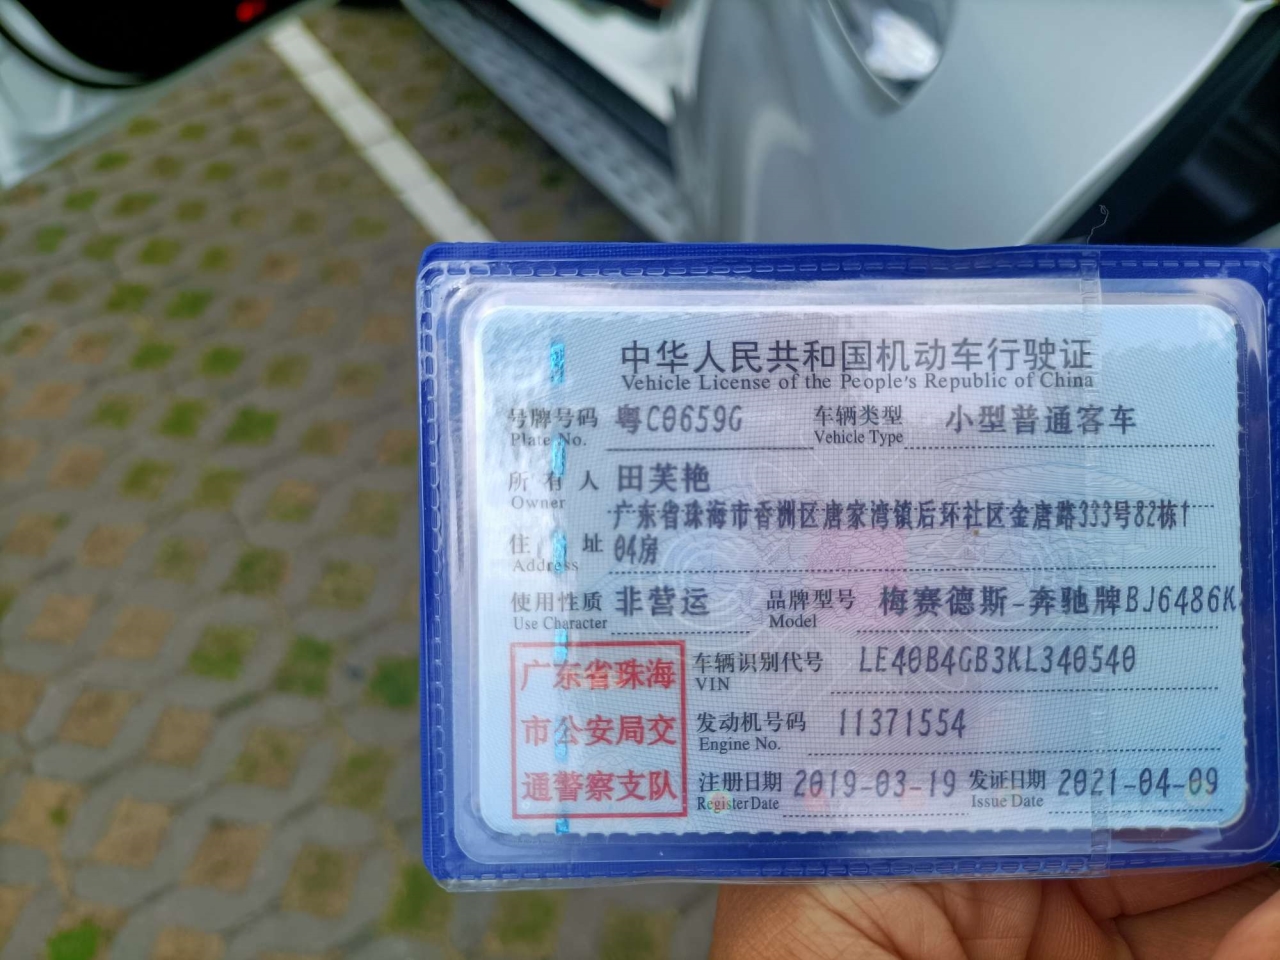 中华人民共和国机动车行驶证
Vehicle License of the People's Republic of China
号牌号码 粤C0659G 车辆类型 小型普通客车
Plate No. Vehicle Type
所有人 田芙艳
Owner
广东省珠海市香洲区唐家湾镇后环社区金唐路333号82栋1
住址 04房
Address
使用性质 非营运 品牌型号 梅赛德斯-奔驰牌BJ6486K
Use Character Model
广东省珠海
市公安局交
通警察支队
车辆识别代号 LE40B4GB3KL340540
VIN
发动机号码 11371554
Engine No.
注册日期 2019-03-19 发证日期 2021-04-09
Register Date Issue Date